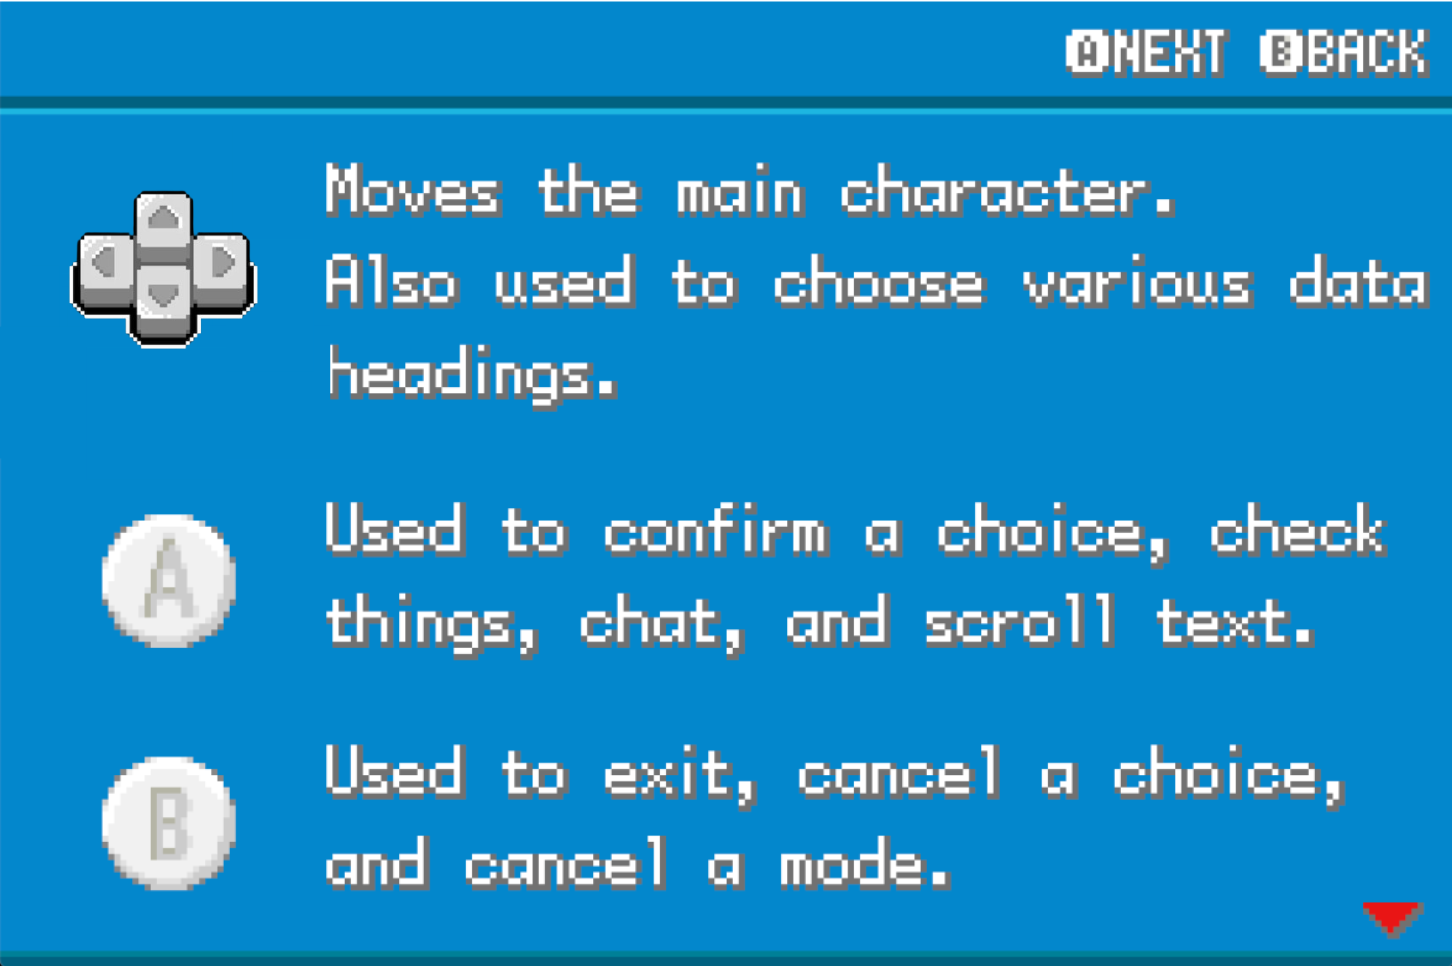 ⒶNEXT ⒷBACK
Moves the main character.
Also used to choose various data
headings.
A
Used to confirm a choice, check
things, chat, and scroll text.
B
Used to exit, cancel a choice,
and cancel a mode.